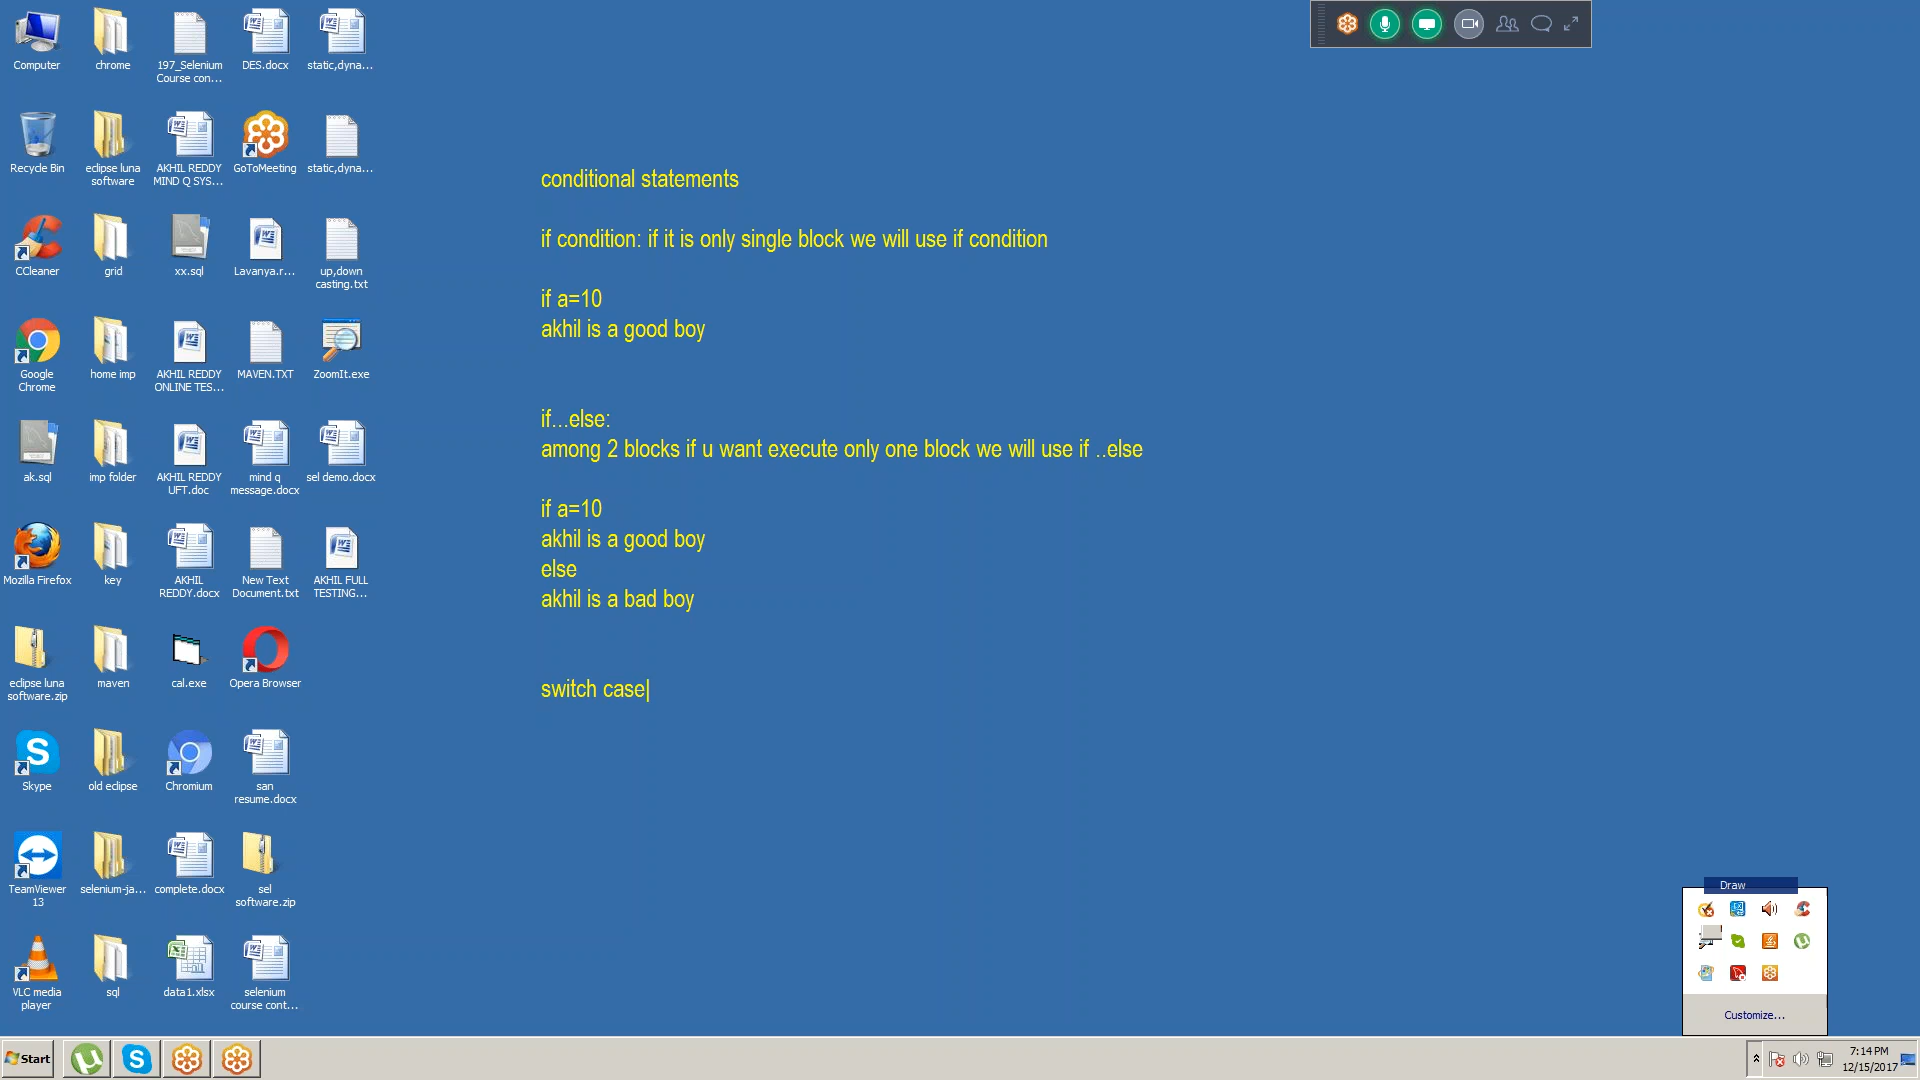 Computer
chrome
197_Selenium
Course con...
DES.docx
static,dyna...
Recycle Bin
eclipse luna
software
AKHIL REDDY
MIND Q SYS...
GoToMeeting
static,dyna...
CCleaner
grid
xx.sql
Lavanya.r...
up,down
casting.txt
Google
Chrome
home imp
AKHIL REDDY
ONLINE TES...
MAVEN.TXT
ZoomIt.exe
ak.sql
imp folder
AKHIL REDDY
UFT.doc
mind q
message.docx
sel demo.docx
Mozilla Firefox
key
AKHIL
REDDY.docx
New Text
Document.txt
AKHIL FULL
TESTING...
eclipse luna
software.zip
maven
cal.exe
Opera Browser
Skype
old eclipse
Chromium
san
resume.docx
TeamViewer
13
selenium-ja...
complete.docx
sel
software.zip
VLC media
player
sql
data1.xlsx
selenium
course cont...
conditional statements
if condition: if it is only single block we will use if condition
if a=10
akhil is a good boy
if...else:
among 2 blocks if u want execute only one block we will use if ..else
if a=10
akhil is a good boy
else
akhil is a bad boy
switch case
Draw
Customize...
Start
7:14 PM
12/15/2017